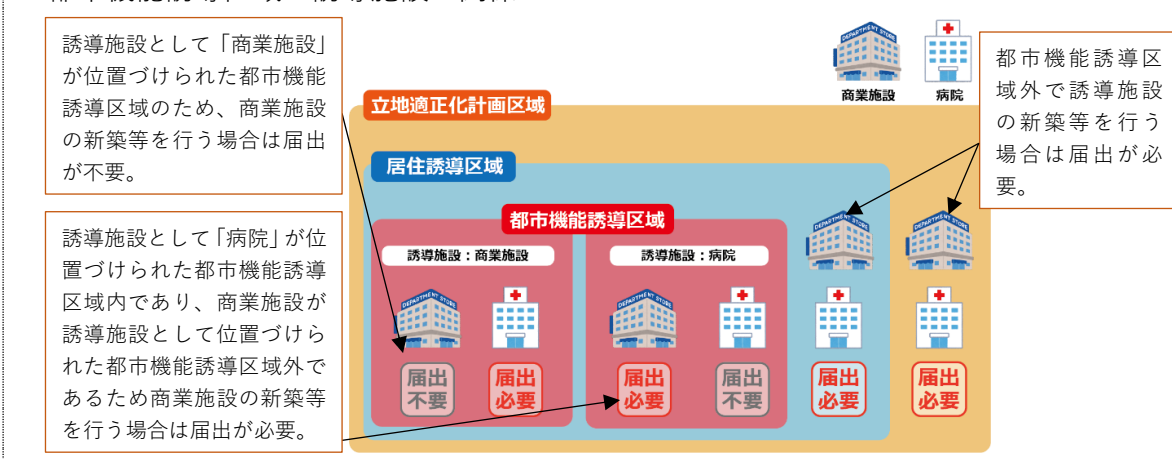 誘導施設として「商業施設」
が位置づけられた都市機能
誘導区域のため、商業施設
の新築等を行う場合は届出
が不要。
誘導施設として「病院」が位
置づけられた都市機能誘導
区域内であり、商業施設が
誘導施設として位置づけら
れた都市機能誘導区域外で
あるため商業施設の新築等
を行う場合は届出が必要。
商業施設
病院
都市機能誘導区
域外で誘導施設
の新築等を行う
場合は届出が必
要。
立地適正化計画区域
居住誘導区域
都市機能誘導区域
誘導施設：商業施設
誘導施設：病院
DEPARTMENT STORE
DEPARTMENT STORE
DEPARTMENT STORE
DEPARTMENT STORE
DEPARTMENT STORE
届出
不要
届出
必要
届出
必要
届出
不要
届出
必要
届出
必要